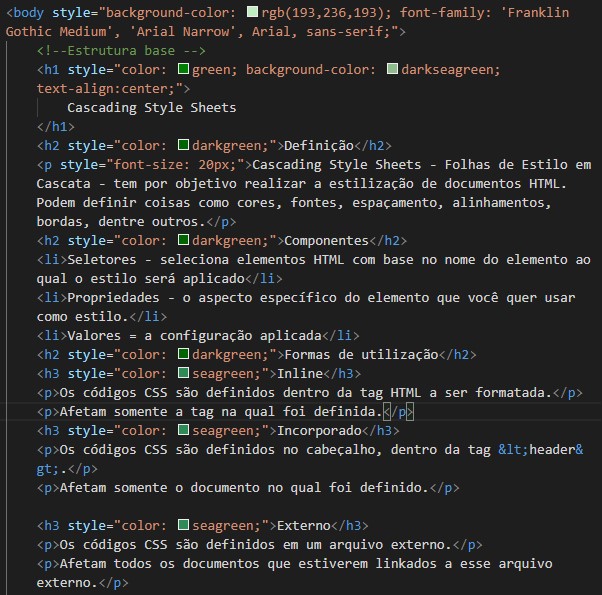 <body style="background-color: rgb(193,236,193); font-family: 'Franklin
Gothic Medium', 'Arial Narrow', Arial, sans-serif;">
<!--Estrutura base -->
<h1 style="color: green; background-color: darkseagreen;
text-align:center;">
Cascading Style Sheets
</h1>
<h2 style="color: darkgreen;">Definição</h2>
<p style="font-size: 20px;">Cascading Style Sheets - Folhas de Estilo em
Cascata - tem por objetivo realizar a estilização de documentos HTML.
Podem definir coisas como cores, fontes, espaçamento, alinhamentos,
bordas, dentre outros.</p>
<h2 style="color: darkgreen;">Componentes</h2>
<li>Seletores - seleciona elementos HTML com base no nome do elemento ao
qual o estilo será aplicado</li>
<li>Propriedades - o aspecto específico do elemento que você quer usar
como estilo.</li>
<li>Valores = a configuração aplicada</li>
<h2 style="color: darkgreen;">Formas de utilização</h2>
<h3 style="color: seagreen;">Inline</h3>
<p>Os códigos CSS são definidos dentro da tag HTML a ser formatada.</p>
<p>Afetam somente a tag na qual foi definida.</p>
<h3 style="color: seagreen;">Incorporado</h3>
<p>Os códigos CSS são definidos no cabeçalho, dentro da tag &lt;header&
gt;.</p>
<p>Afetam somente o documento no qual foi definido.</p>
<h3 style="color: seagreen;">Externo</h3>
<p>Os códigos CSS são definidos em um arquivo externo.</p>
<p>Afetam todos os documentos que estiverem linkados a esse arquivo
externo.</p>